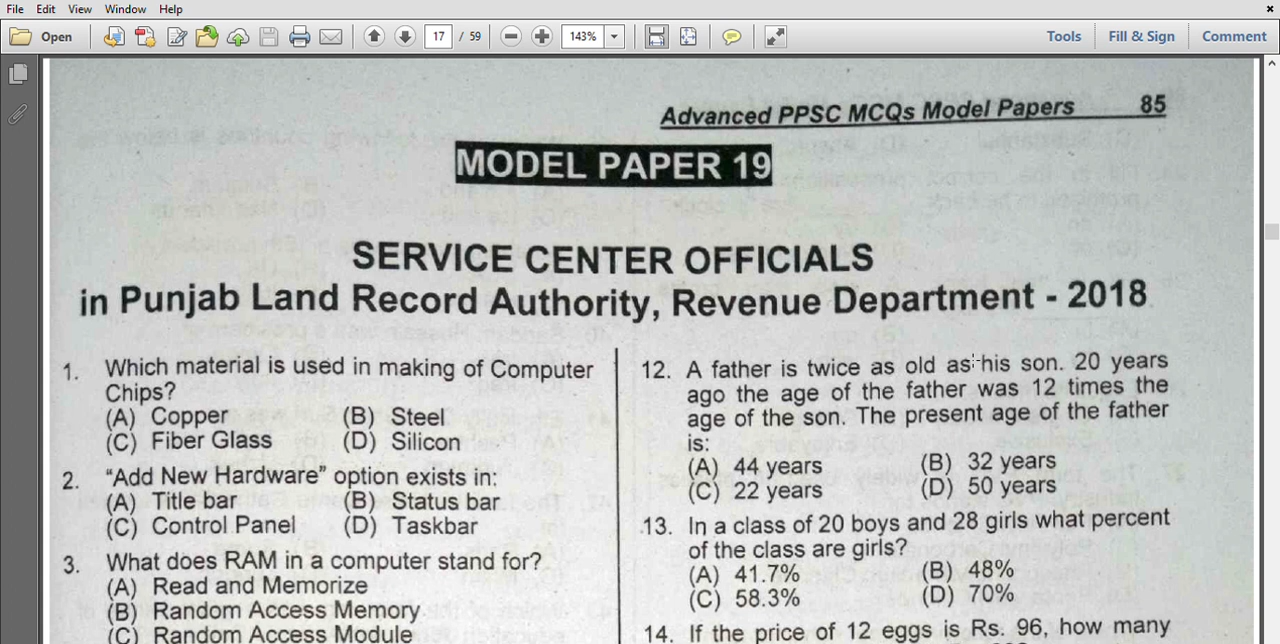 File Edit View Window Help
Open 17 / 59 143% Tools Fill & Sign Comment
Advanced PPSC MCQs Model Papers 85
MODEL PAPER 19
SERVICE CENTER OFFICIALS
in Punjab Land Record Authority, Revenue Department - 2018
1. Which material is used in making of Computer
Chips?
(A) Copper (B) Steel
(C) Fiber Glass (D) Silicon
2. “Add New Hardware” option exists in:
(A) Title bar (B) Status bar
(C) Control Panel (D) Taskbar
3. What does RAM in a computer stand for?
(A) Read and Memorize
(B) Random Access Memory
(C) Random Access Module
12. A father is twice as old as his son. 20 years
ago the age of the father was 12 times the
age of the son. The present age of the father
is:
(A) 44 years (B) 32 years
(C) 22 years (D) 50 years
13. In a class of 20 boys and 28 girls what percent
of the class are girls?
(A) 41.7% (B) 48%
(C) 58.3% (D) 70%
14. If the price of 12 eggs is Rs. 96, how many